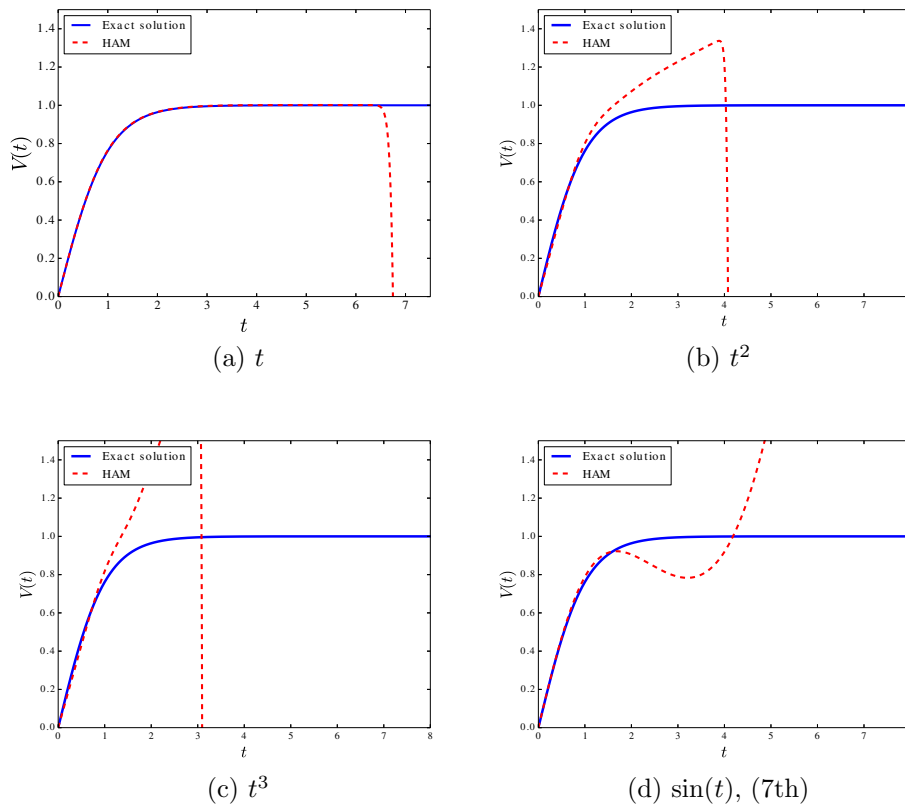 Exact solution
HAM
V(t)
1.4
1.2
1.0
0.8
0.6
0.4
0.2
0.0
0 1 2 3 4 5 6 7
t
(a) t
Exact solution
HAM
V(t)
1.4
1.2
1.0
0.8
0.6
0.4
0.2
0.0
0 1 2 3 4 5 6 7
t
(b) t²
Exact solution
HAM
V(t)
1.4
1.2
1.0
0.8
0.6
0.4
0.2
0.0
0 1 2 3 4 5 6 7 8
t
(c) t³
Exact solution
HAM
V(t)
1.4
1.2
1.0
0.8
0.6
0.4
0.2
0.0
0 1 2 3 4 5 6 7
t
(d) sin(t), (7th)